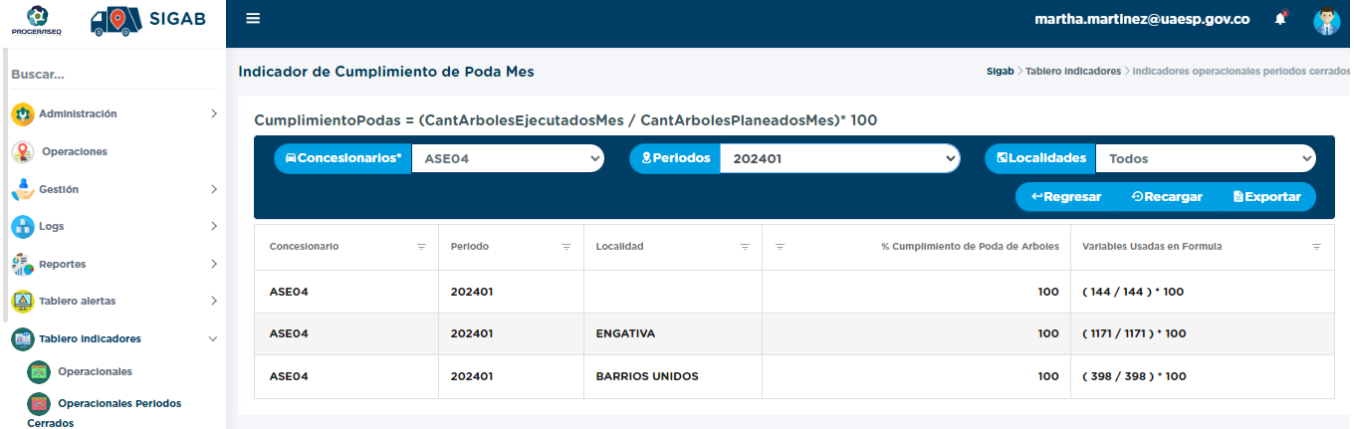 PROCERASEO
SIGAB
martha.martinez@uaesp.gov.co
Buscar...
Administración
Operaciones
Gestión
Logs
Reportes
Tablero alertas
Tablero Indicadores
Operacionales
Operacionales Periodos
Cerrados
Indicador de Cumplimiento de Poda Mes
Sigab > Tablero Indicadores > Indicadores operacionales periodos cerrados
CumplimientoPodas = (CantArbolesEjecutadosMes / CantArbolesPlaneadosMes)* 100
Concesionarios* ASE04 Periodos 202401 Localidades Todos
Regresar Recargar Exportar
Concesionario Periodo Localidad % Cumplimiento de Poda de Arboles Variables Usadas en Formula
ASE04 202401 100 ( 144 / 144 ) * 100
ASE04 202401 ENGATIVA 100 ( 1171 / 1171 ) * 100
ASE04 202401 BARRIOS UNIDOS 100 ( 398 / 398 ) * 100